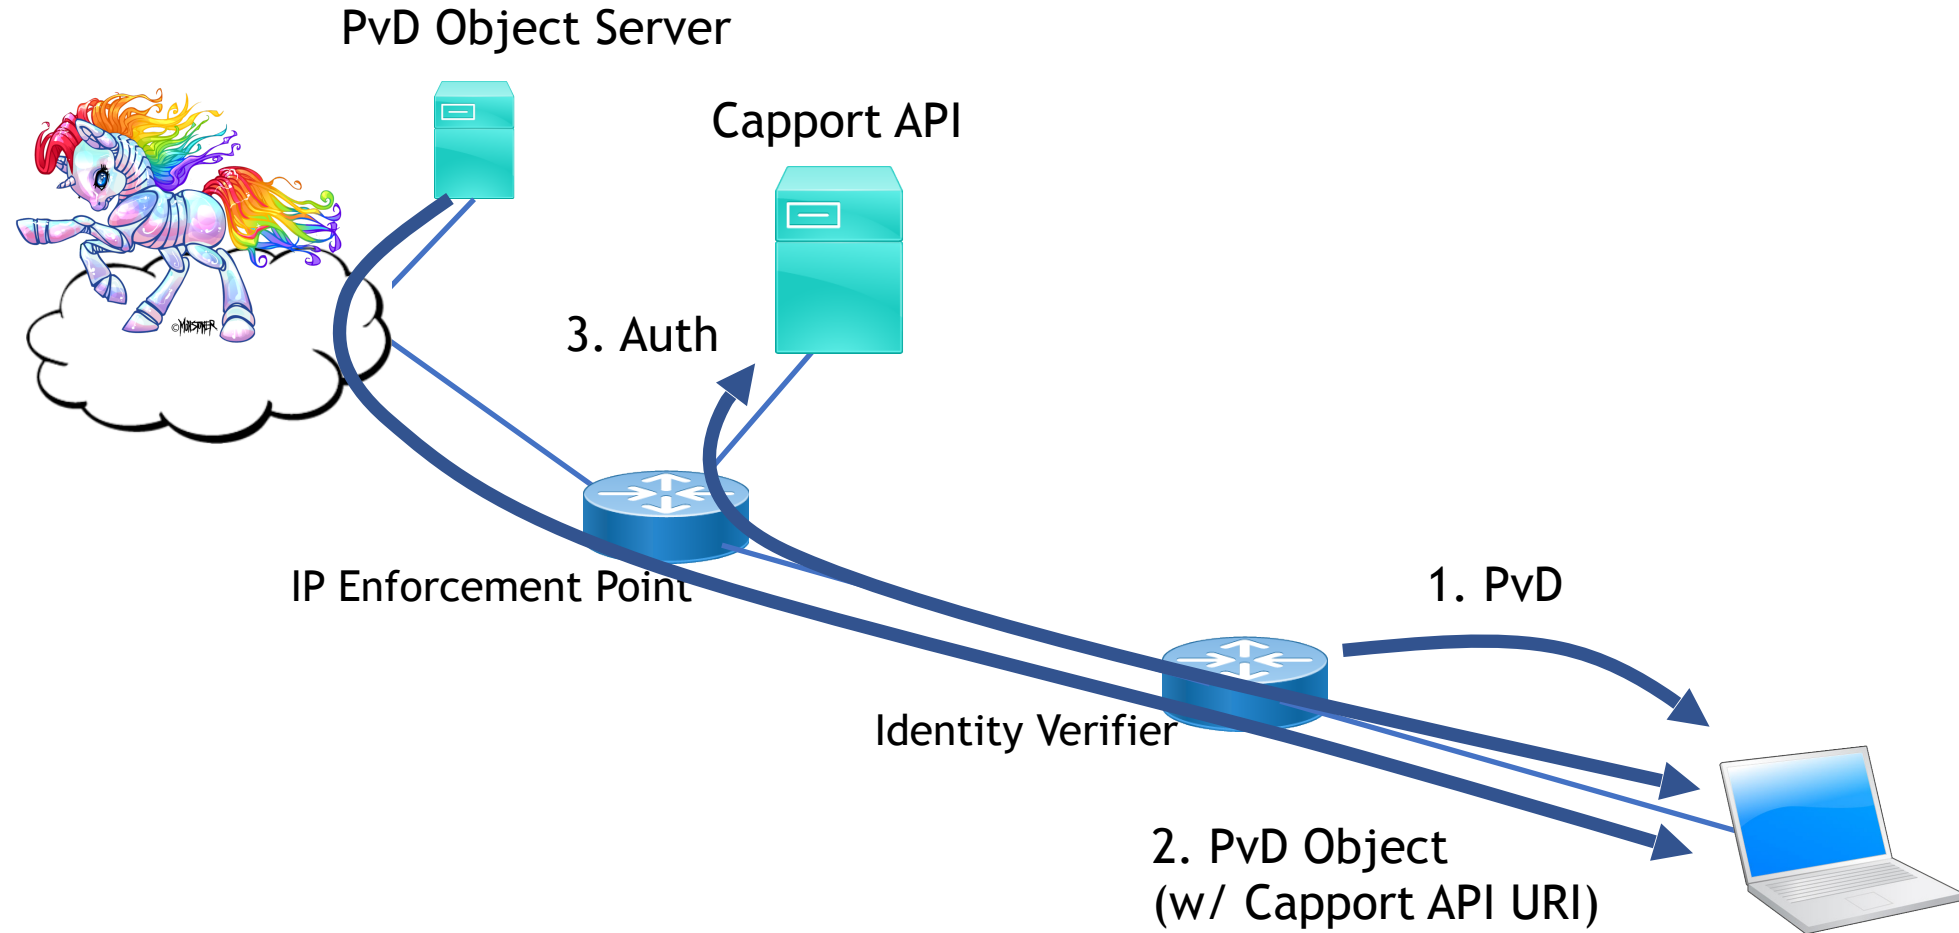 PvD Object Server
Capport API
©
3. Auth
IP Enforcement Point
1. PvD
Identity Verifier
2. PvD Object
(w/ Capport API URI)